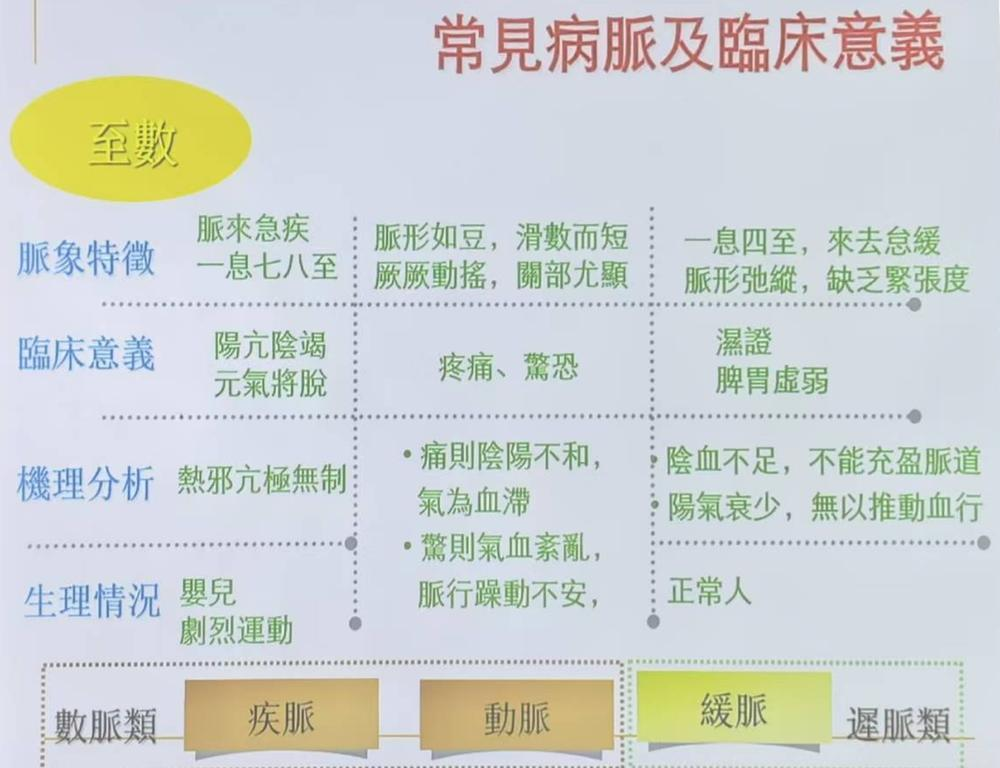 常見病脈及臨床意義
至數
脈象特徵
脈來急疾
一息七八至
脈形如豆，滑數而短
厥厥動搖，關部尤顯
一息四至，來去怠緩
脈形弛縱，缺乏緊張度
臨床意義
陽亢陰竭
元氣將脫
疼痛、驚恐
濕證
脾胃虛弱
機理分析
熱邪亢極無制
•痛則陰陽不和，
氣為血滯
•驚則氣血紊亂，
脈行躁動不安，
•陰血不足，不能充盈脈道
•陽氣衰少，無以推動血行
生理情況
嬰兒
劇烈運動
正常人
數脈類
疾脈
動脈
緩脈
遲脈類